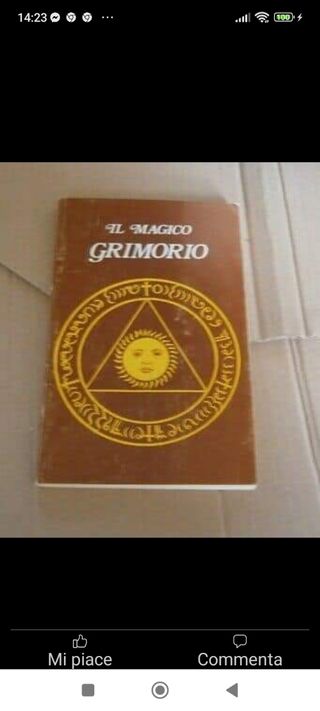 14:23
100
IL MAGICO
GRIMORIO
Mi piace
Commenta